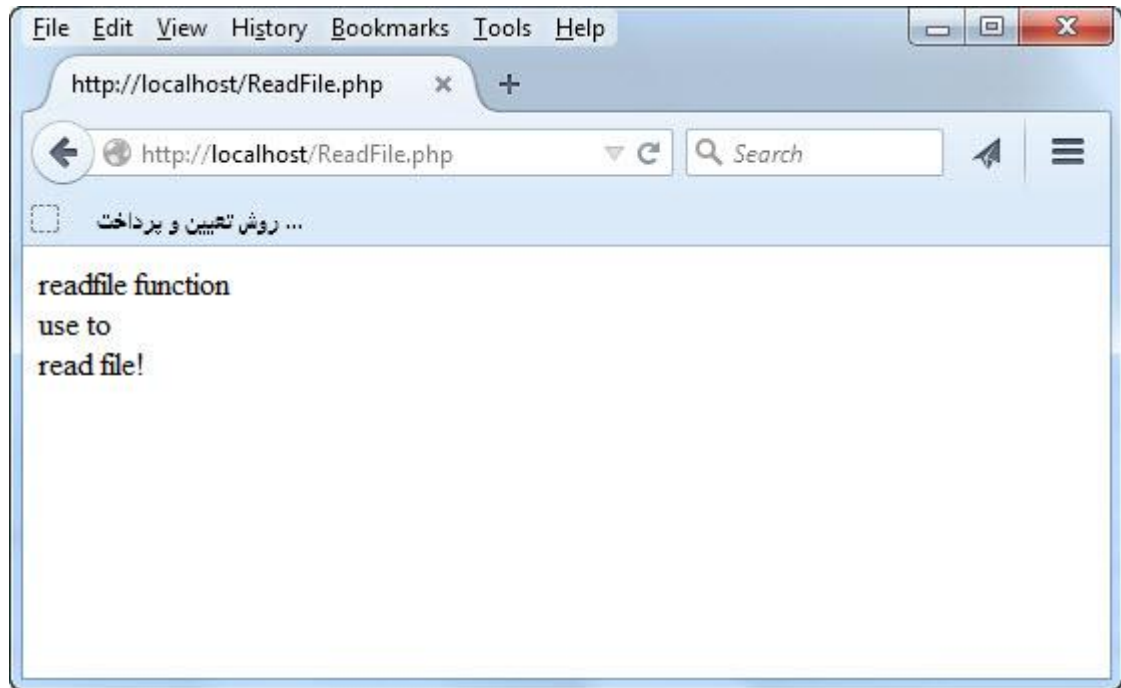 File Edit View History Bookmarks Tools Help
http://localhost/ReadFile.php
http://localhost/ReadFile.php Search
روش تعیین و پرداخت ...
readfile function
use to
read file!